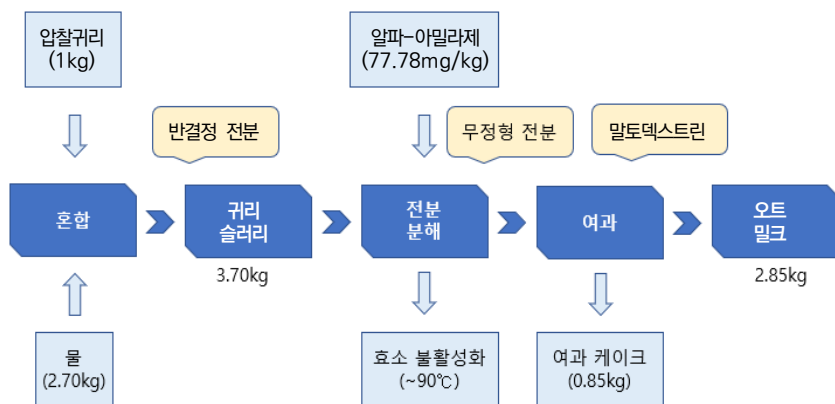 압착귀리
(1kg)
알파-아밀라제
(77.78mg/kg)
반결정 전분
무정형 전분
말토덱스트린
혼합
귀리
슬러리
전분
분해
여과
오트
밀크
3.70kg
2.85kg
물
(2.70kg)
효소 불활성화
(~90℃)
여과 케이크
(0.85kg)